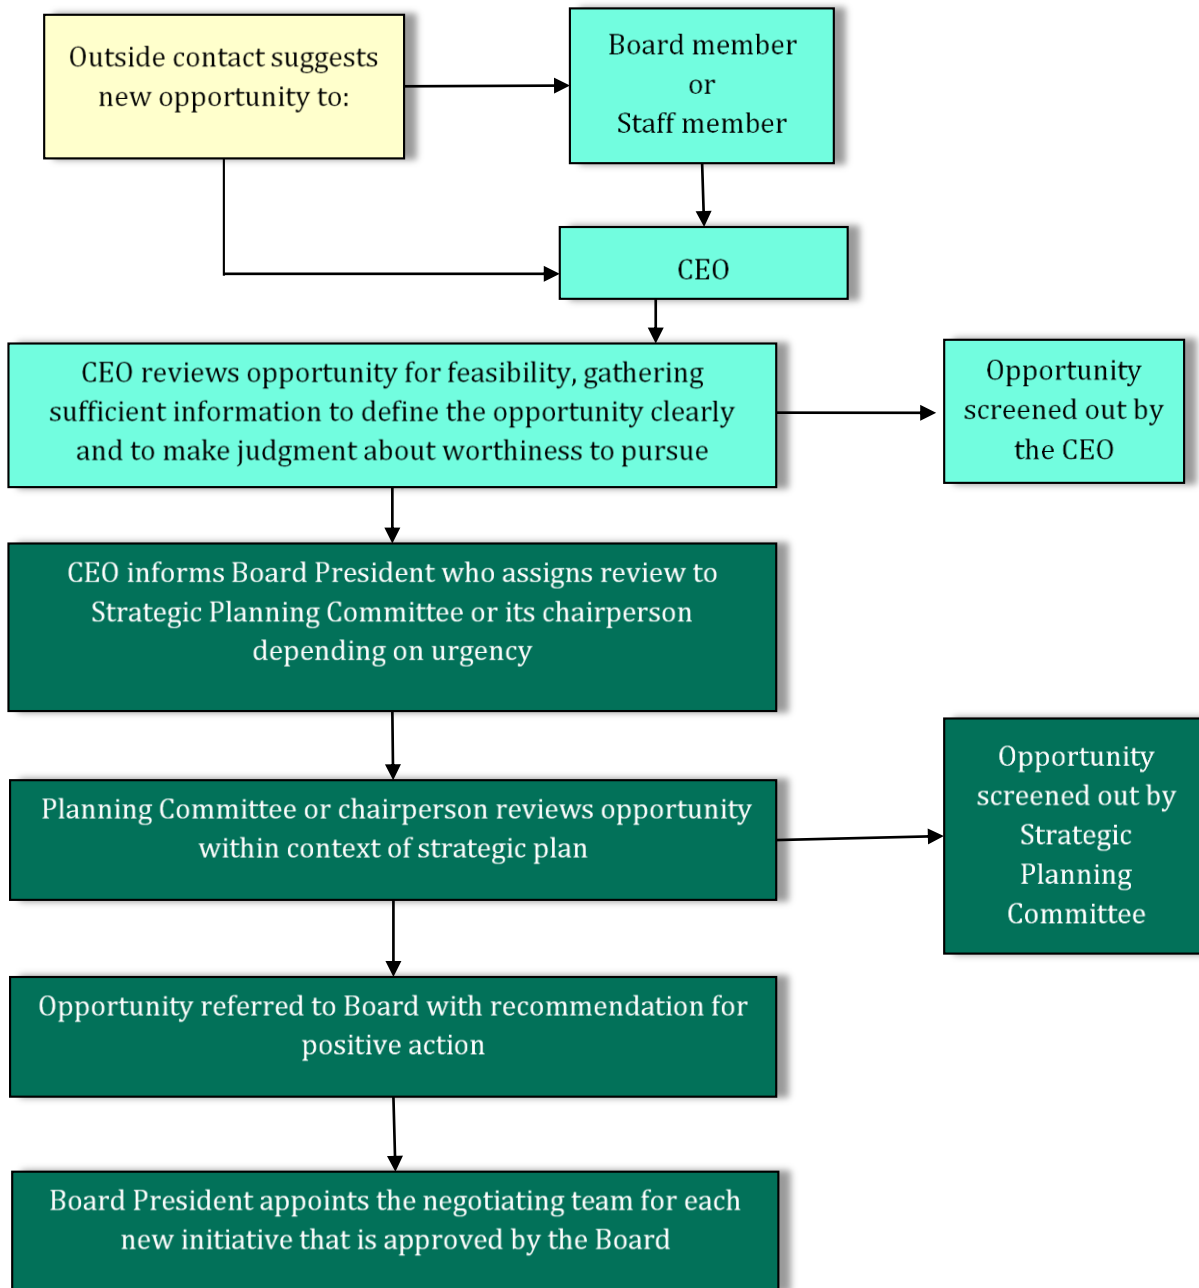 Outside contact suggests
new opportunity to:
Board member
or
Staff member
CEO
CEO reviews opportunity for feasibility, gathering
sufficient information to define the opportunity clearly
and to make judgment about worthiness to pursue
Opportunity
screened out by
the CEO
CEO informs Board President who assigns review to
Strategic Planning Committee or its chairperson
depending on urgency
Planning Committee or chairperson reviews opportunity
within context of strategic plan
Opportunity
screened out by
Strategic
Planning
Committee
Opportunity referred to Board with recommendation for
positive action
Board President appoints the negotiating team for each
new initiative that is approved by the Board